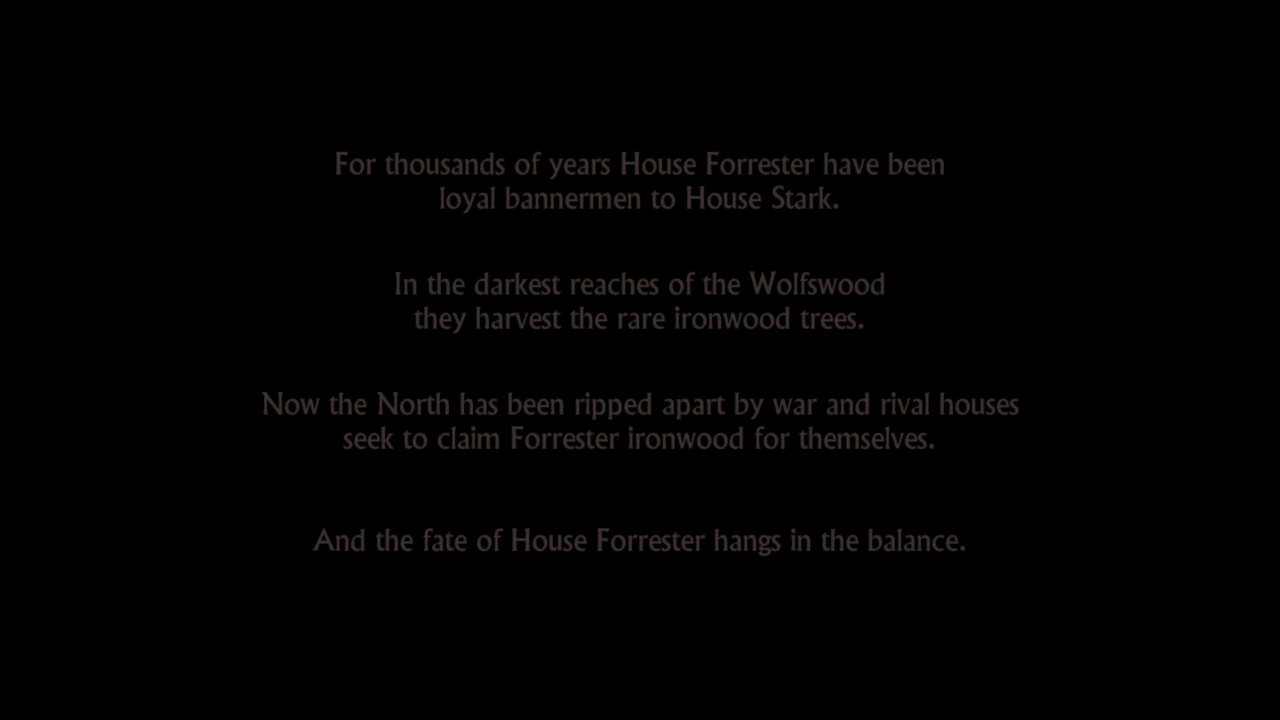 For thousands of years House Forrester have been
loyal bannermen to House Stark.
In the darkest reaches of the Wolfswood
they harvest the rare ironwood trees.
Now the North has been ripped apart by war and rival houses
seek to claim Forrester ironwood for themselves.
And the fate of House Forrester hangs in the balance.